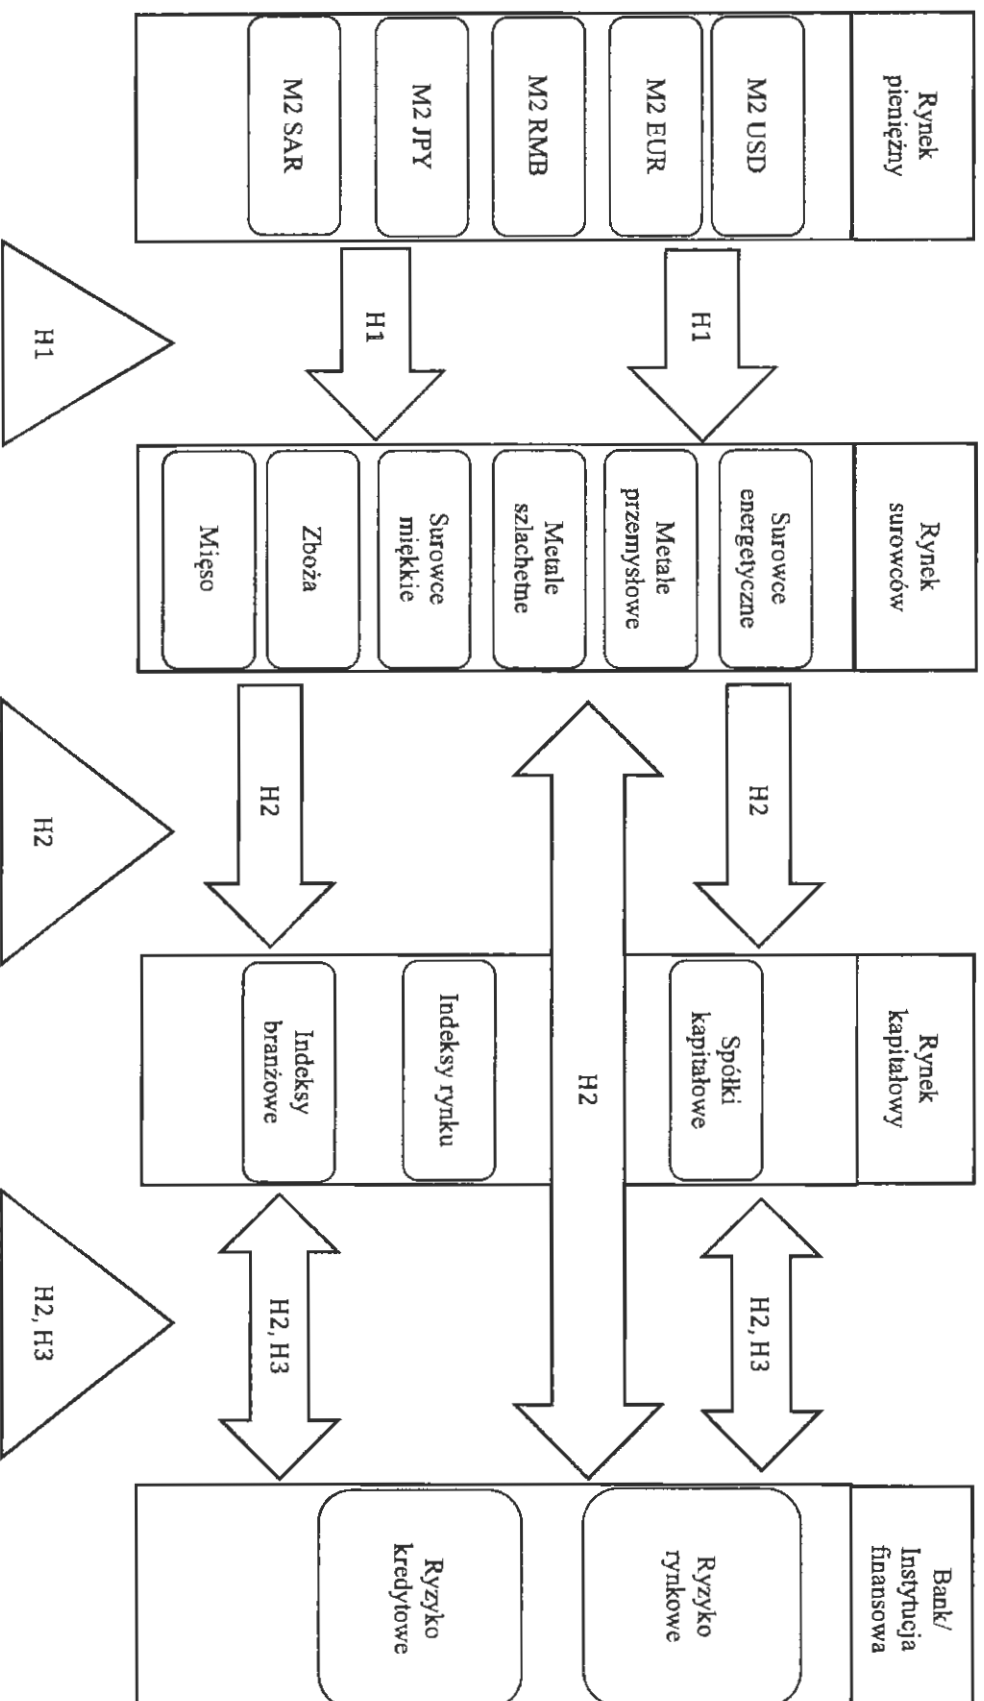 Rynek
pieniężny
M2 USD
M2 EUR
M2 RMB
M2 JPY
M2 SAR
H1
H1
H1
Rynek
surowców
Surowce
energetyczne
Metale
przemysłowe
Metale
szlachetne
Surowce
miękkie
Zboża
Mięso
H2
H2
H2
H2
Rynek
kapitałowy
Spółki
kapitałowe
Indeksy rynku
Indeksy
branżowe
H2, H3
H2, H3
H2, H3
Bank/
Instytucja
finansowa
Ryzyko
rynkowe
Ryzyko
kredytowe